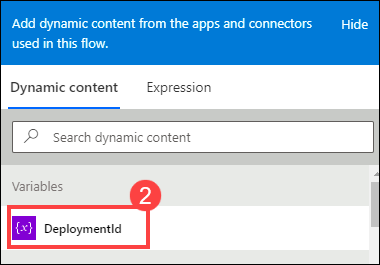 Add dynamic content from the apps and connectors Hide
used in this flow.
Dynamic content Expression
Search dynamic content
Variables
2
{x} DeploymentId